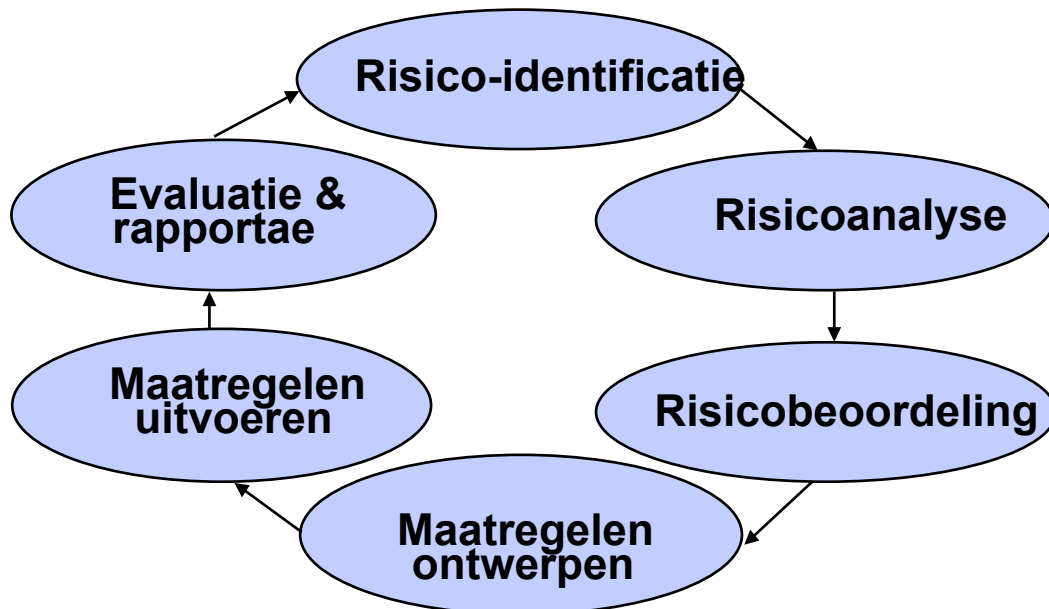 Risico-identificatie
Risicoanalyse
Risicobeoordeling
Maatregelen
ontwerpen
Maatregelen
uitvoeren
Evaluatie &
rapportae